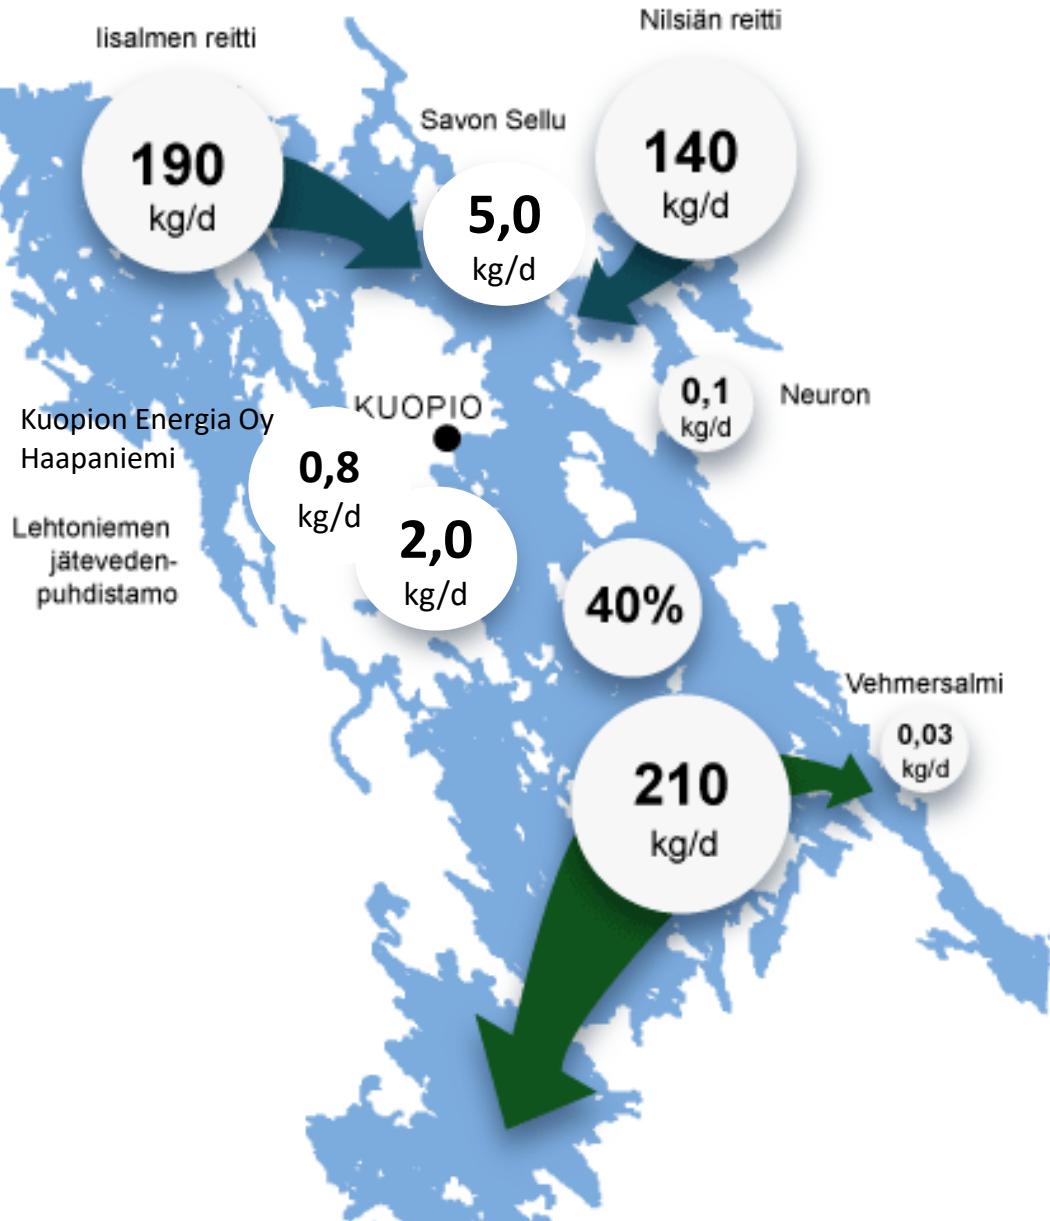 Iisalmen reitti
190
kg/d
Savon Sellu
5,0
kg/d
Nilsiän reitti
140
kg/d
0,1
kg/d
Neuron
KUOPIO
Kuopion Energia Oy
Haapaniemi
0,8
kg/d
Lehtoniemen
jäteveden-
puhdistamo
2,0
kg/d
40%
Vehmersalmi
0,03
kg/d
210
kg/d